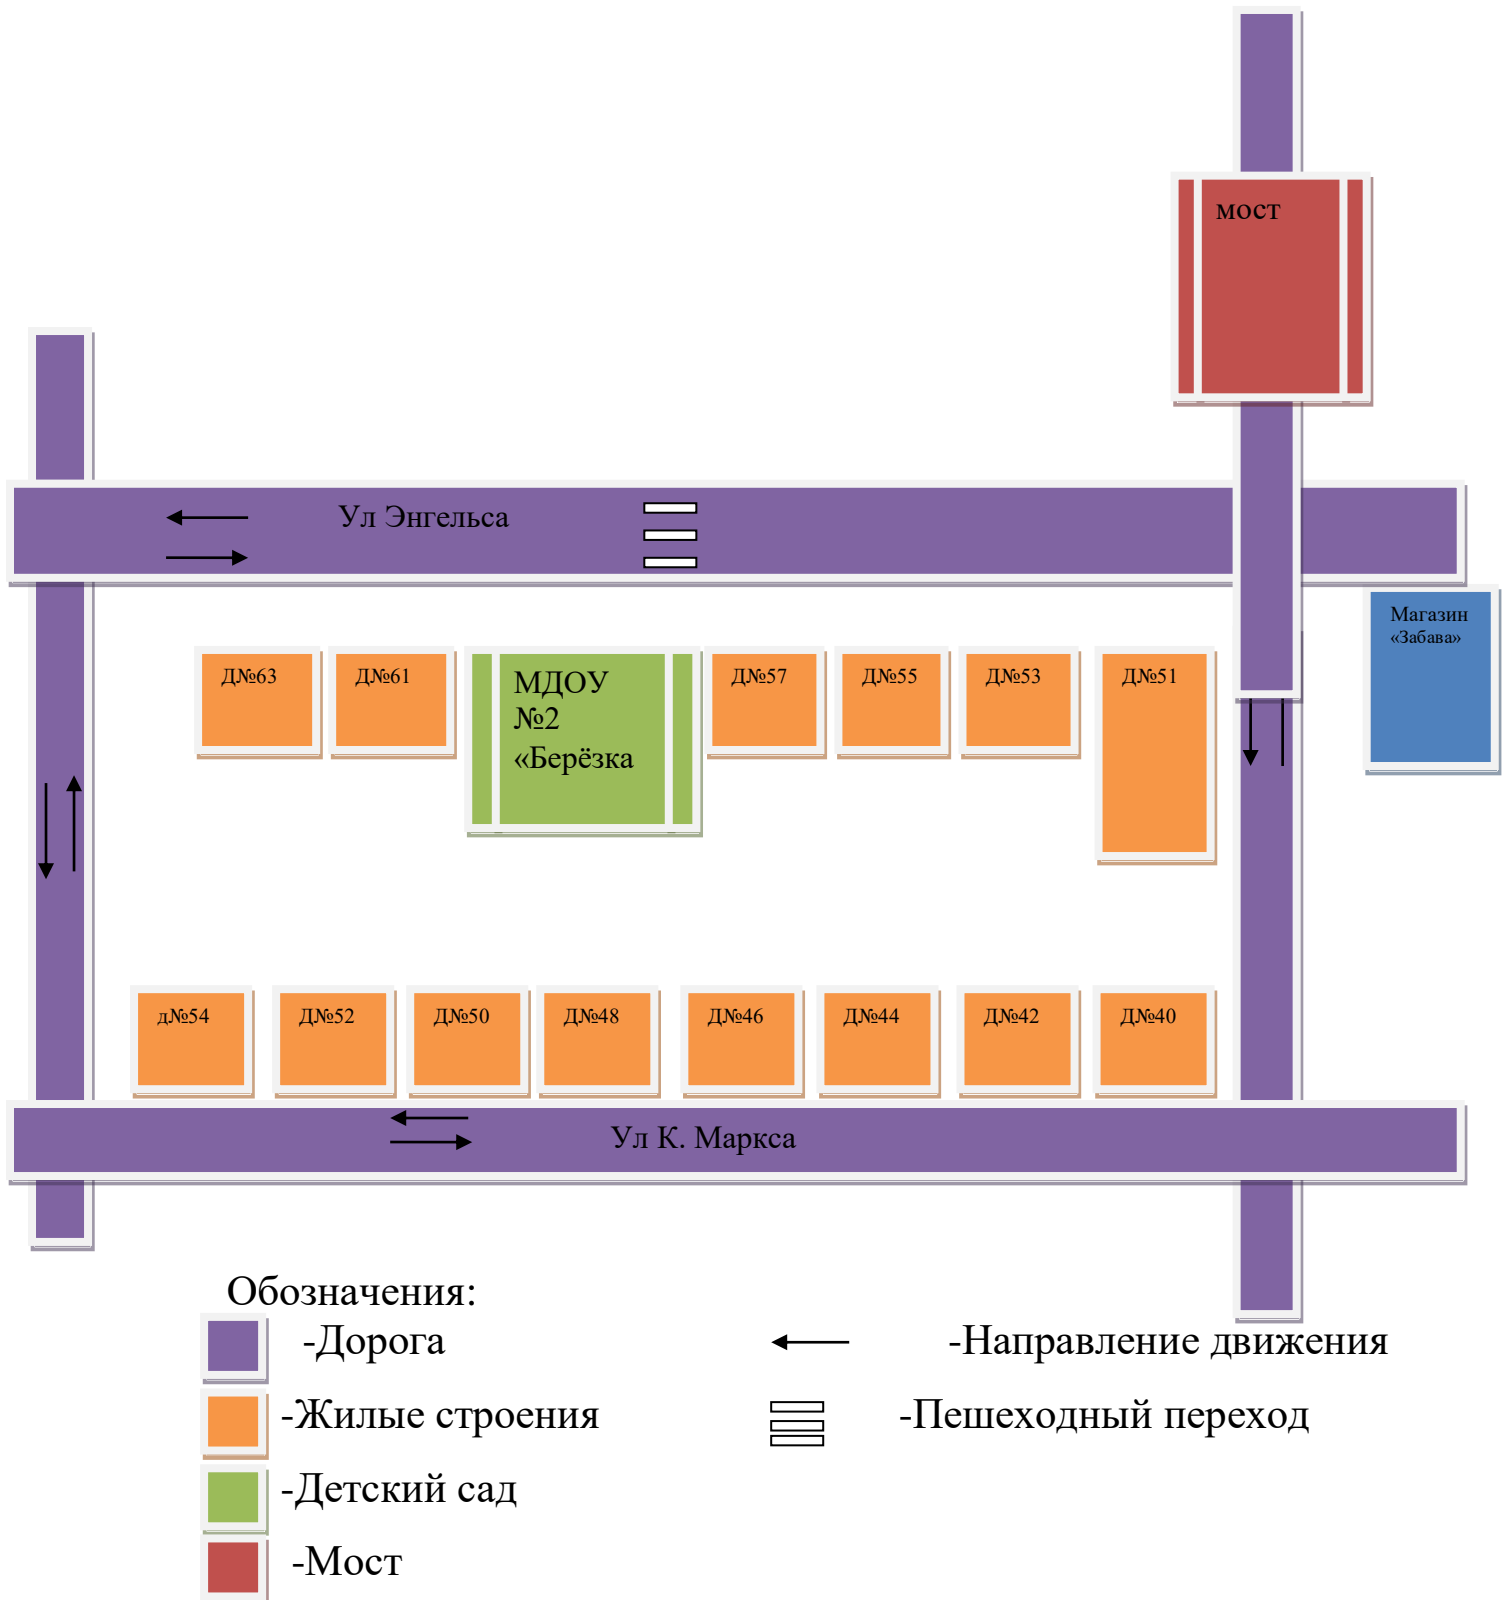 мост
Ул Энгельса
Магазин
«Забава»
Д№63
Д№61
МДОУ
№2
«Берёзка
Д№57
Д№55
Д№53
Д№51
д№54
Д№52
Д№50
Д№48
Д№46
Д№44
Д№42
Д№40
Ул К. Маркса
Обозначения:
-Дорога
-Направление движения
-Жилые строения
-Пешеходный переход
-Детский сад
-Мост